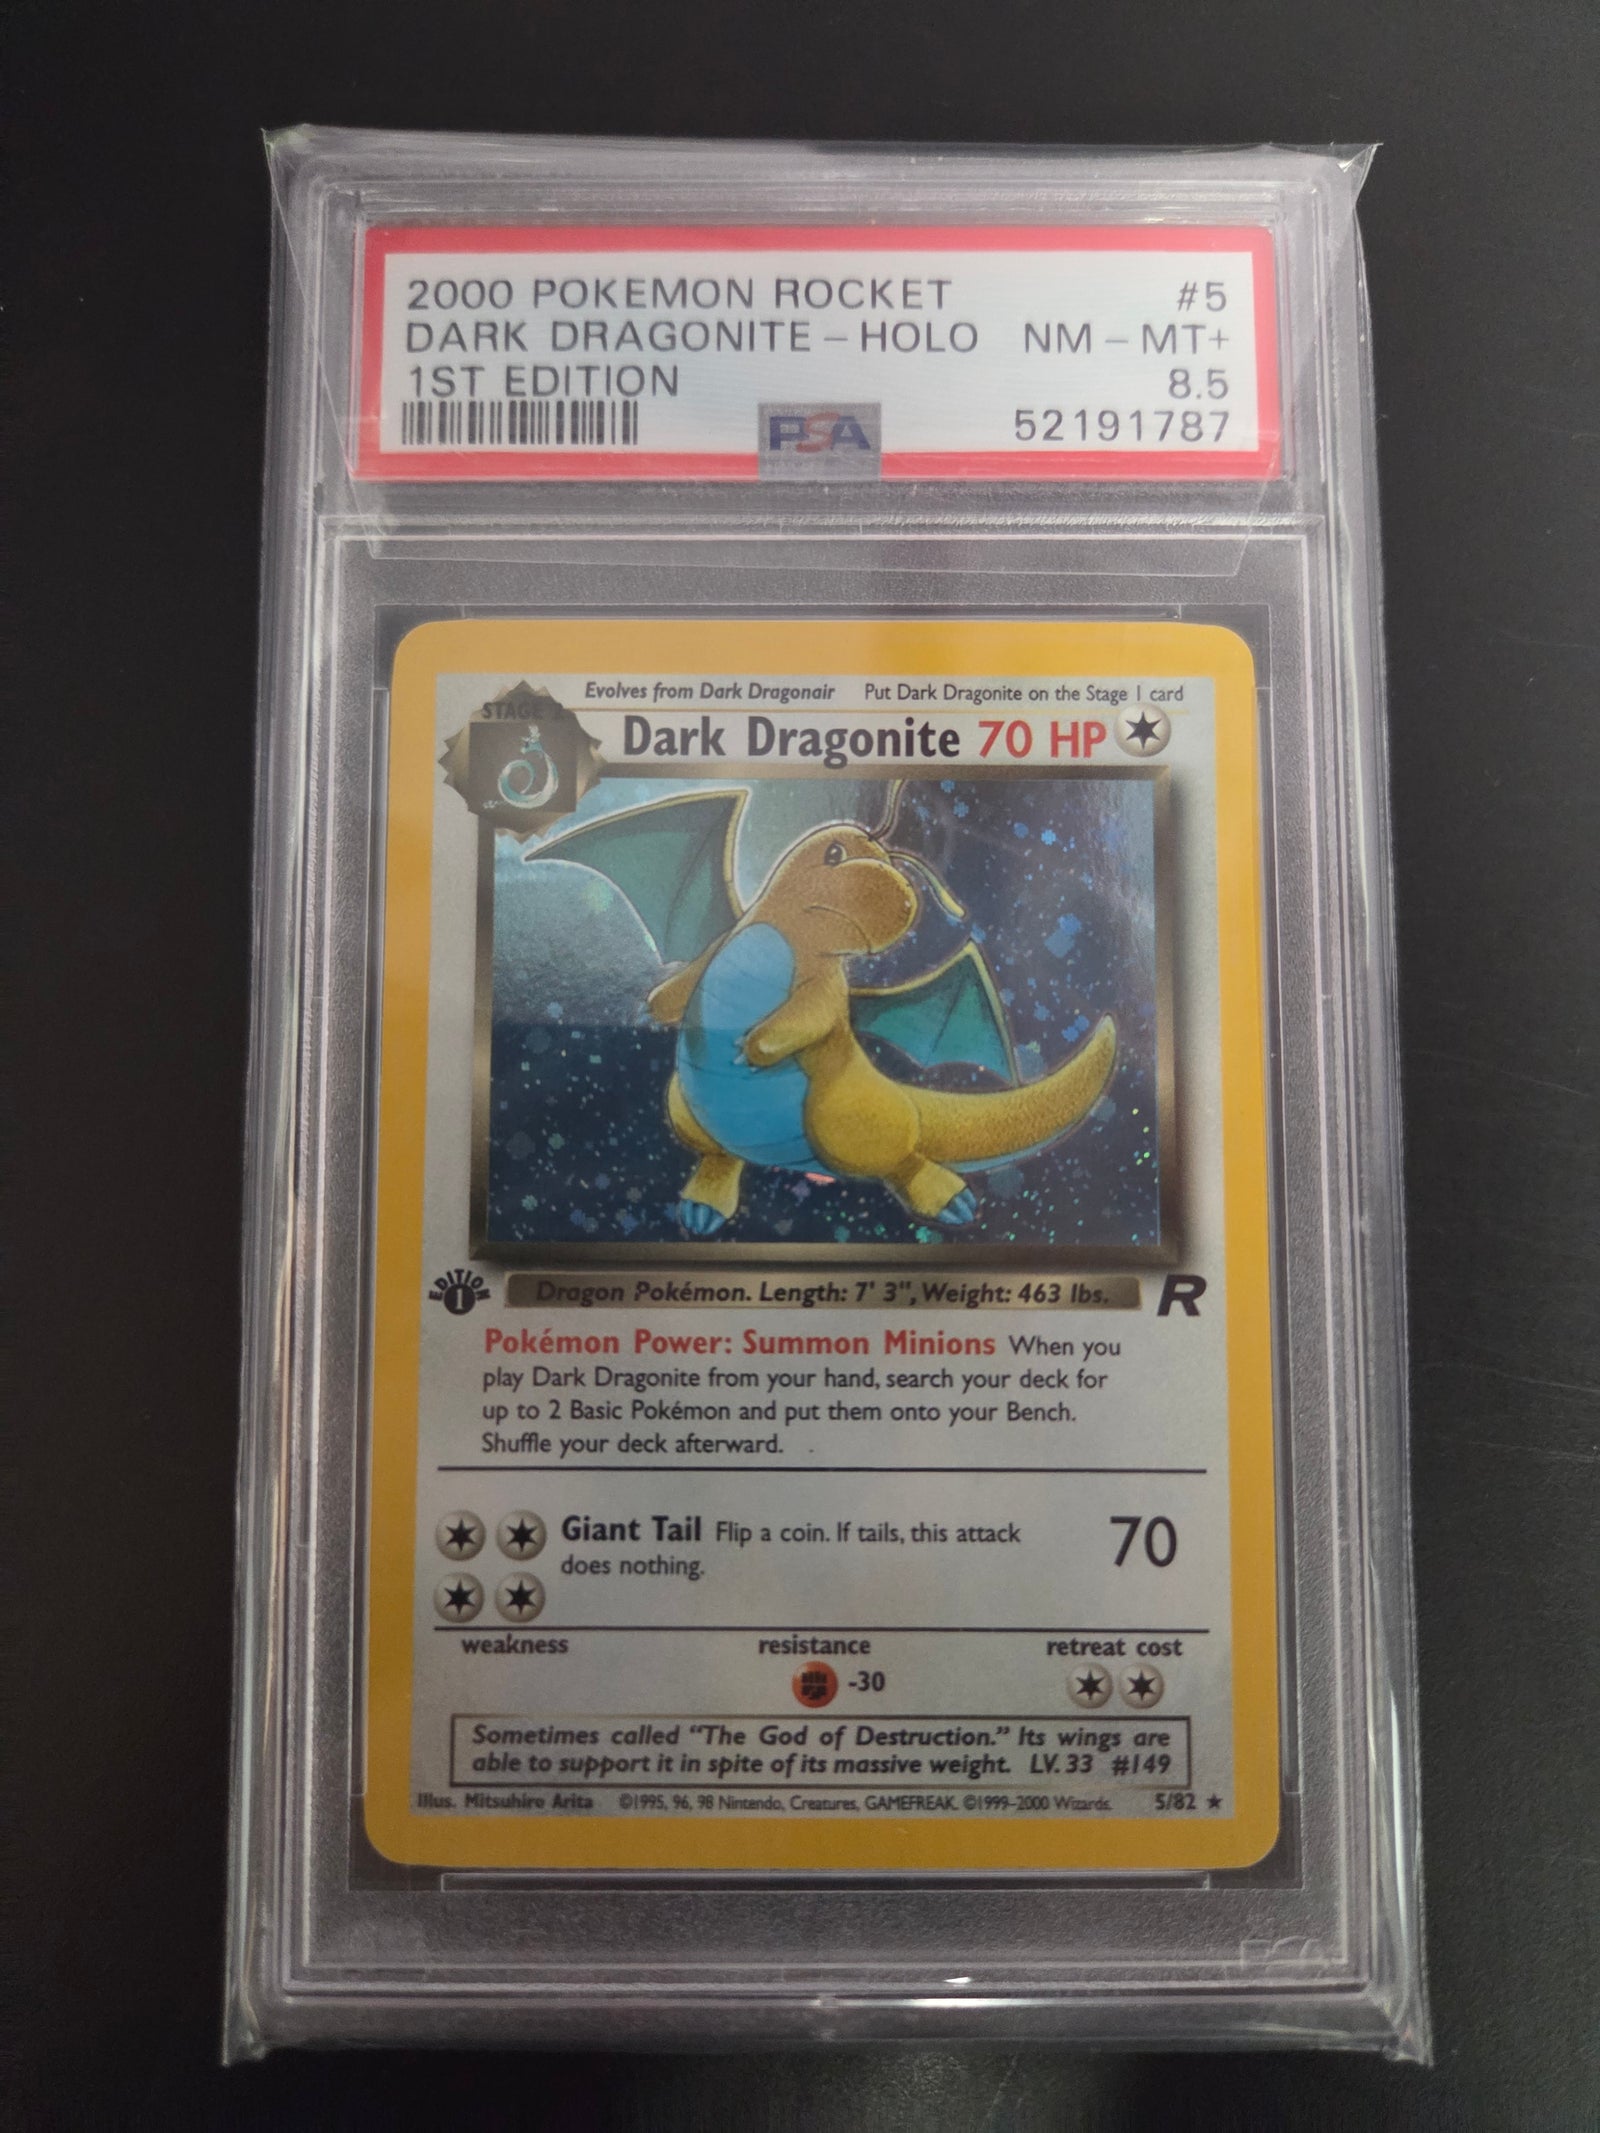 2000 POKEMON ROCKET #5
DARK DRAGONITE - HOLO NM - MT+
1ST EDITION 8.5
52191787
PSA
Evolves from Dark Dragonair Put Dark Dragonite on the Stage 1 card
STAGE 2
Dark Dragonite 70 HP
EDITION
1
Dragon Pokémon. Length: 7' 3", Weight: 463 lbs.
R
Pokémon Power: Summon Minions When you
play Dark Dragonite from your hand, search your deck for
up to 2 Basic Pokémon and put them onto your Bench.
Shuffle your deck afterward.
Giant Tail Flip a coin. If tails, this attack 70
does nothing.
weakness resistance retreat cost
-30
Sometimes called "The God of Destruction." Its wings are
able to support it in spite of its massive weight. LV. 33 #149
Illus. Mitsuhiro Arita ©1995, 96, 98 Nintendo, Creatures, GAMEFREAK. ©1999-2000 Wizards. 5/82 ★
PSA